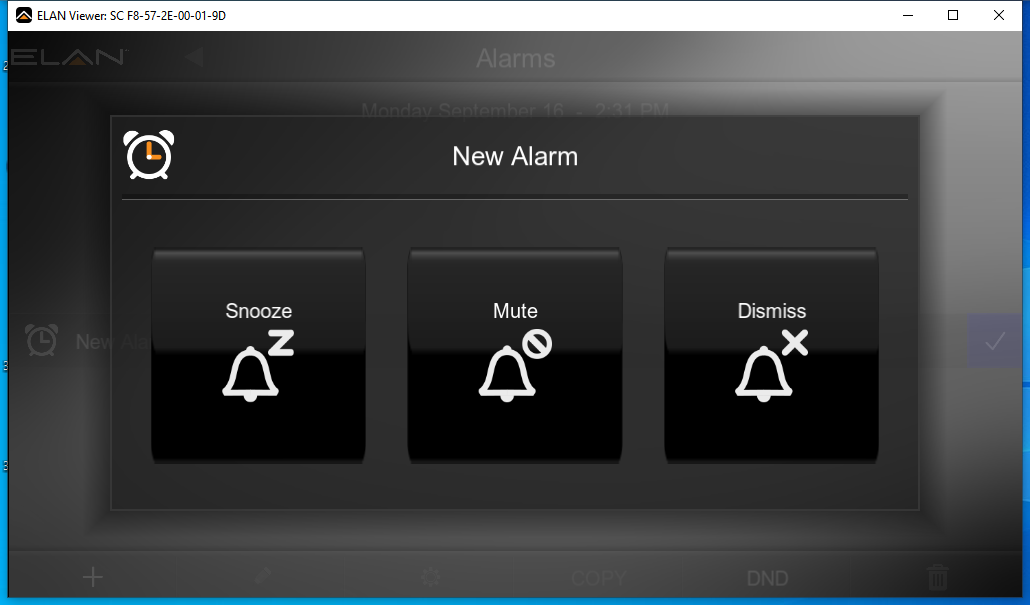 ELAN Viewer: SC F8-57-2E-00-01-9D
ELAN
Alarms
Monday September 16 - 2:31 PM
New Alarm
Snooze
Mute
Dismiss
New Ala
COPY
DND